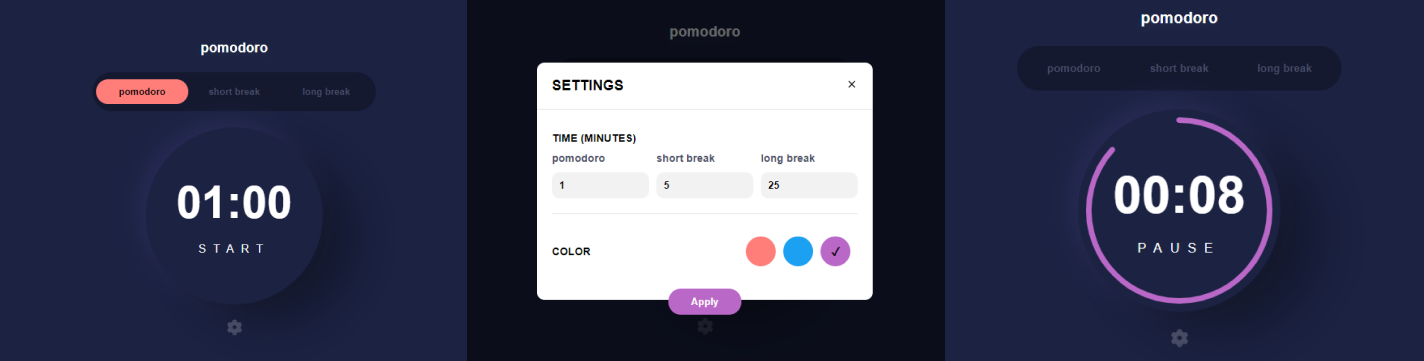 pomodoro
pomodoro short break long break
01:00
START
pomodoro
SETTINGS
TIME (MINUTES)
pomodoro short break long break
1 5 25
COLOR
Apply
pomodoro
pomodoro short break long break
00:08
PAUSE